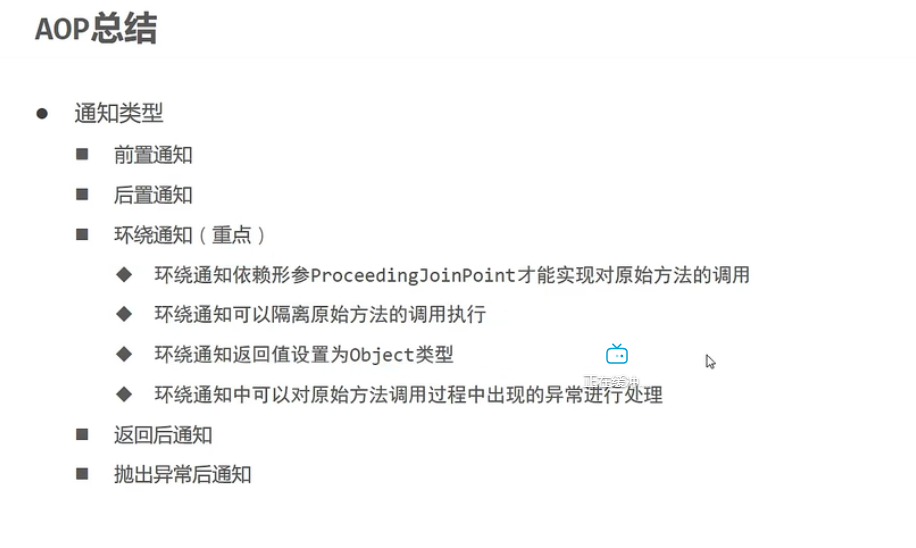 AOP总结
通知类型
前置通知
后置通知
环绕通知（重点）
环绕通知依赖形参ProceedingJoinPoint才能实现对原始方法的调用
环绕通知可以隔离原始方法的调用执行
环绕通知返回值设置为Object类型
正在缓冲
环绕通知中可以对原始方法调用过程中出现的异常进行处理
返回后通知
抛出异常后通知